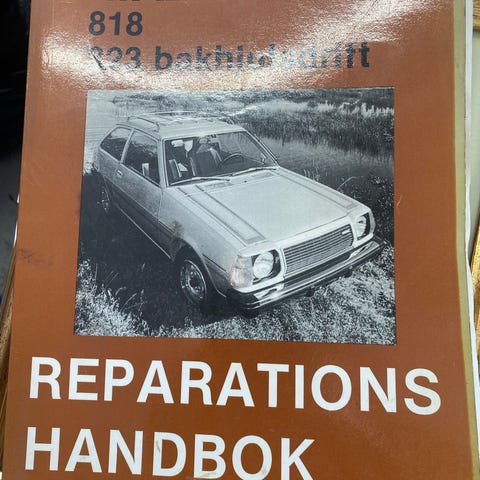 818
323 bakhjulsdrift
REPARATIONS
HANDBOK